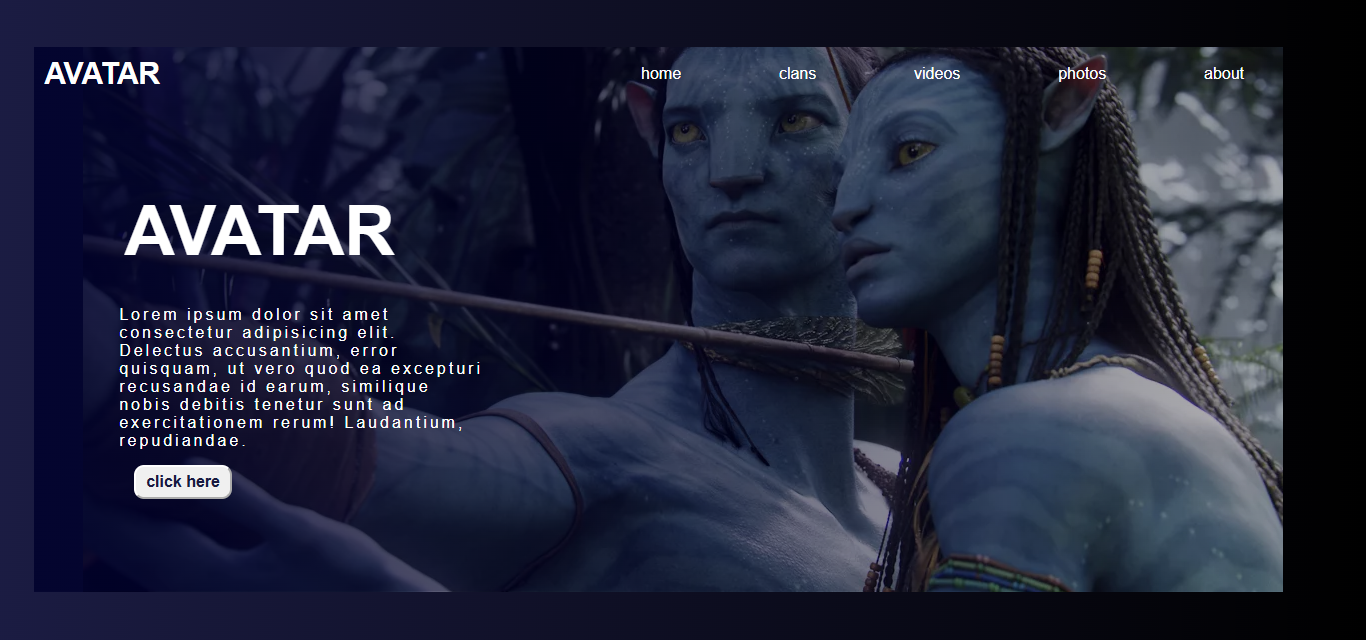 AVATAR
home clans videos photos about
AVATAR
Lorem ipsum dolor sit amet
consectetur adipisicing elit.
Delectus accusantium, error
quisquam, ut vero quod ea excepturi
recusandae id earum, similique
nobis debitis tenetur sunt ad
exercitationem rerum! Laudantium,
repudiandae.
click here